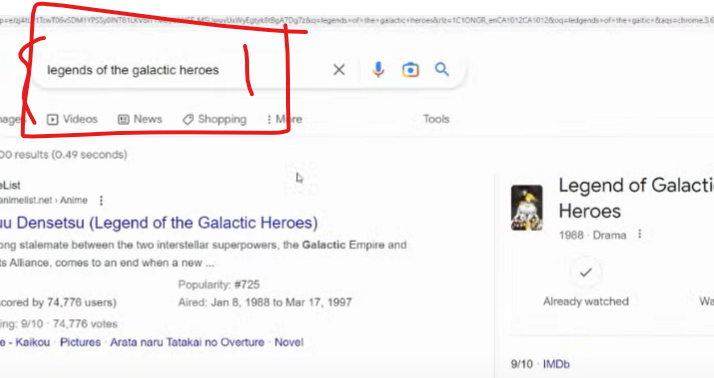 legends of the galactic heroes
Videos News Shopping More Tools
00 results (0.49 seconds)
eList
animelist.net › Anime
uu Densetsu (Legend of the Galactic Heroes)
ong stalemate between the two interstellar superpowers, the Galactic Empire and
ts Alliance, comes to an end when a new ...
Popularity: #725
cored by 74,776 users) Aired: Jan 8, 1988 to Mar 17, 1997
ing: 9/10 · 74,776 votes
e - Kaikou · Pictures · Arata naru Tatakai no Overture · Novel
Legend of Galacti
Heroes
1988 · Drama
Already watched Wa
9/10 · IMDb